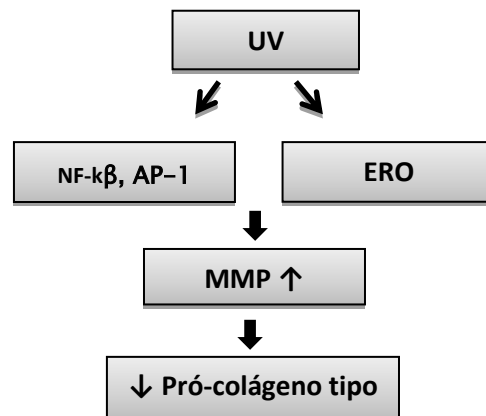 UV
NF-kβ, AP–1
ERO
MMP ↑
↓ Pró-colágeno tipo